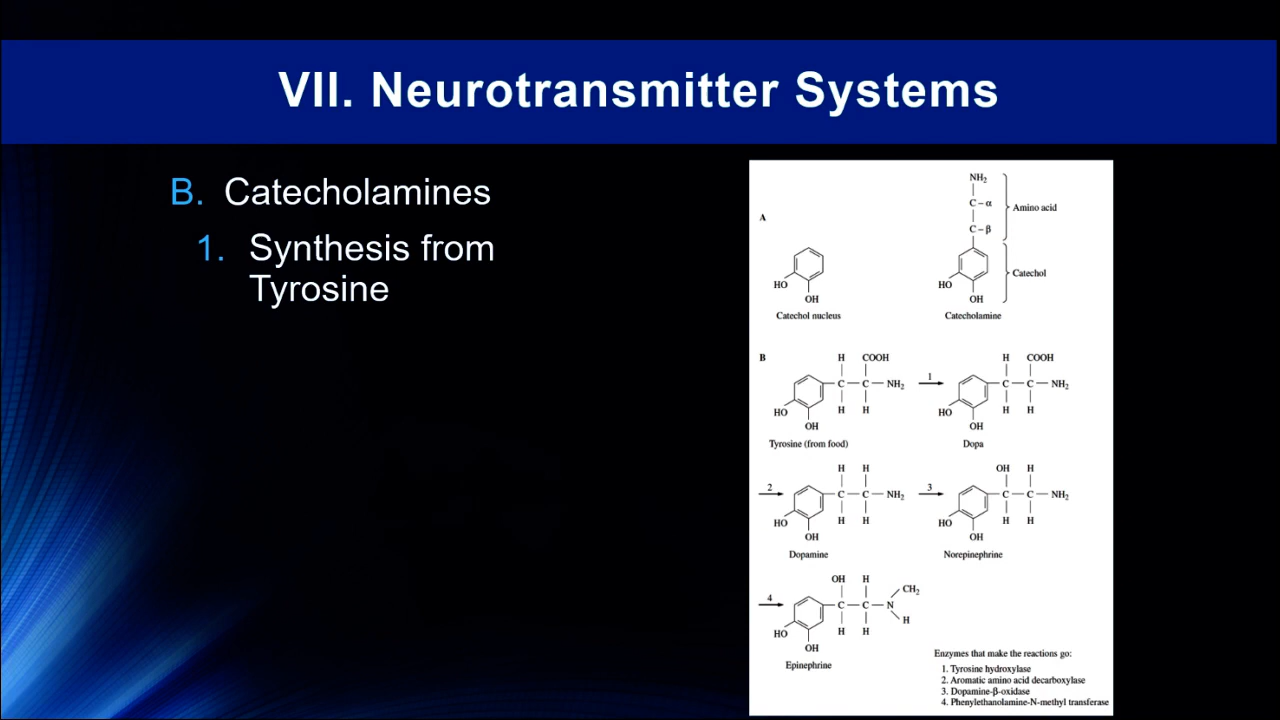 VII. Neurotransmitter Systems
B. Catecholamines
1. Synthesis from
Tyrosine
A
NH₂
C – α
C – β
Amino acid
Catechol
HO
OH
Catechol nucleus
HO
OH
Catecholamine
B
H COOH
C — C — NH₂
H H
HO
OH
Tyrosine (from food)
1
H COOH
C — C — NH₂
H H
HO
OH
Dopa
2
H H
C — C — NH₂
H H
HO
OH
Dopamine
3
OH H
C — C — NH₂
H H
HO
OH
Norepinephrine
4
OH H
CH₂
C — C — N
H
H H
HO
OH
Epinephrine
Enzymes that make the reactions go:
1. Tyrosine hydroxylase
2. Aromatic amino acid decarboxylase
3. Dopamine-β-oxidase
4. Phenylethanolamine-N-methyl transferase